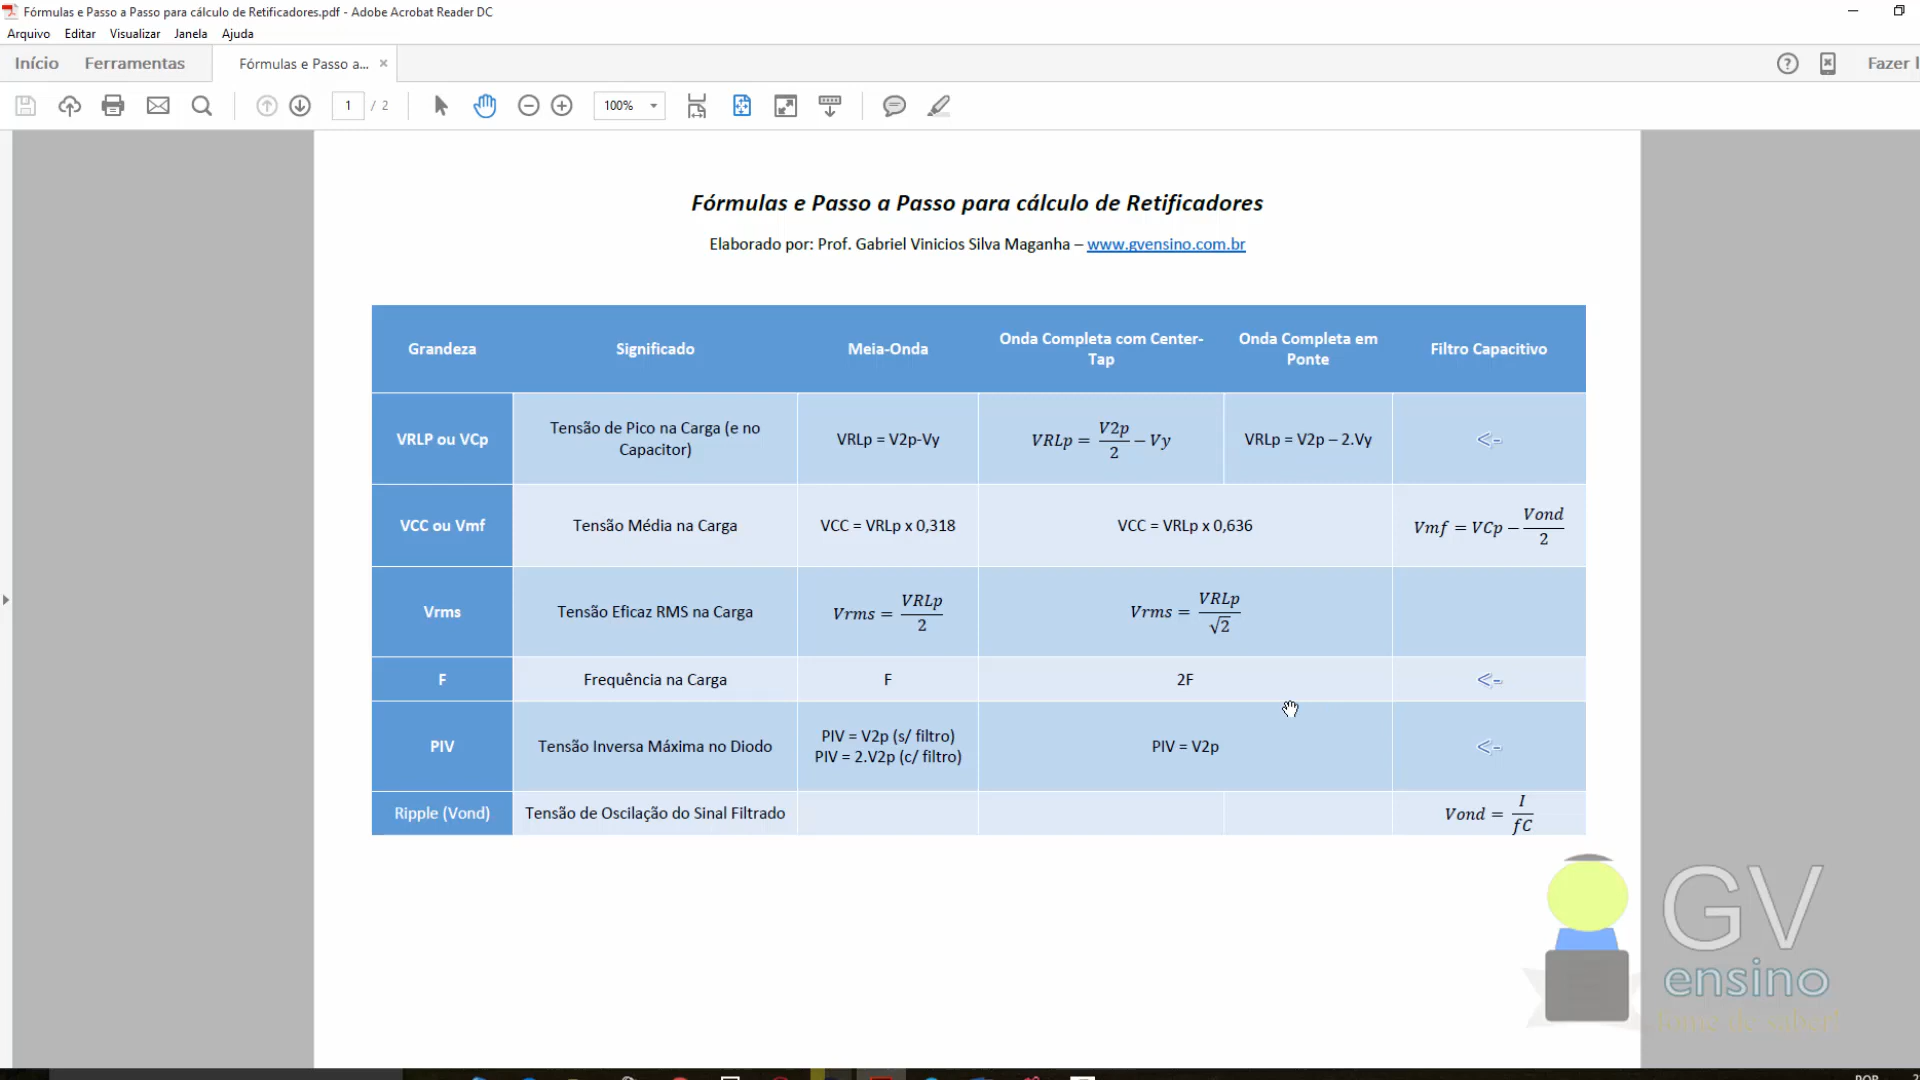 Fórmulas e Passo a Passo para cálculo de Retificadores.pdf - Adobe Acrobat Reader DC
Arquivo Editar Visualizar Janela Ajuda
Início Ferramentas Fórmulas e Passo a... × Fazer l
1 / 2 100%
Fórmulas e Passo a Passo para cálculo de Retificadores
Elaborado por: Prof. Gabriel Vinicios Silva Maganha – www.gvensino.com.br
Grandeza Significado Meia-Onda Onda Completa com Center-Tap Onda Completa em Ponte Filtro Capacitivo
VRLP ou VCp Tensão de Pico na Carga (e no Capacitor) VRLp = V2p-Vy VRLp = V2p/2 − Vy VRLp = V2p – 2.Vy <-
VCC ou Vmf Tensão Média na Carga VCC = VRLp x 0,318 VCC = VRLp x 0,636 Vmf = VCp − Vond/2
Vrms Tensão Eficaz RMS na Carga Vrms = VRLp/2 Vrms = VRLp/√2
F Frequência na Carga F 2F <-
PIV Tensão Inversa Máxima no Diodo PIV = V2p (s/ filtro) PIV = 2.V2p (c/ filtro) PIV = V2p <-
Ripple (Vond) Tensão de Oscilação do Sinal Filtrado Vond = I/fC
GV
ensino